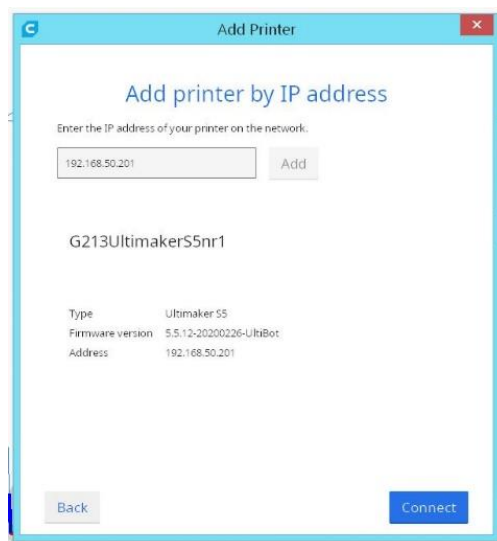 Add Printer
Add printer by IP address
Enter the IP address of your printer on the network.
192.168.50.201 Add
G213UltimakerS5nr1
Type Ultimaker S5
Firmware version 5.5.12-20200226-UltiBot
Address 192.168.50.201
Back Connect